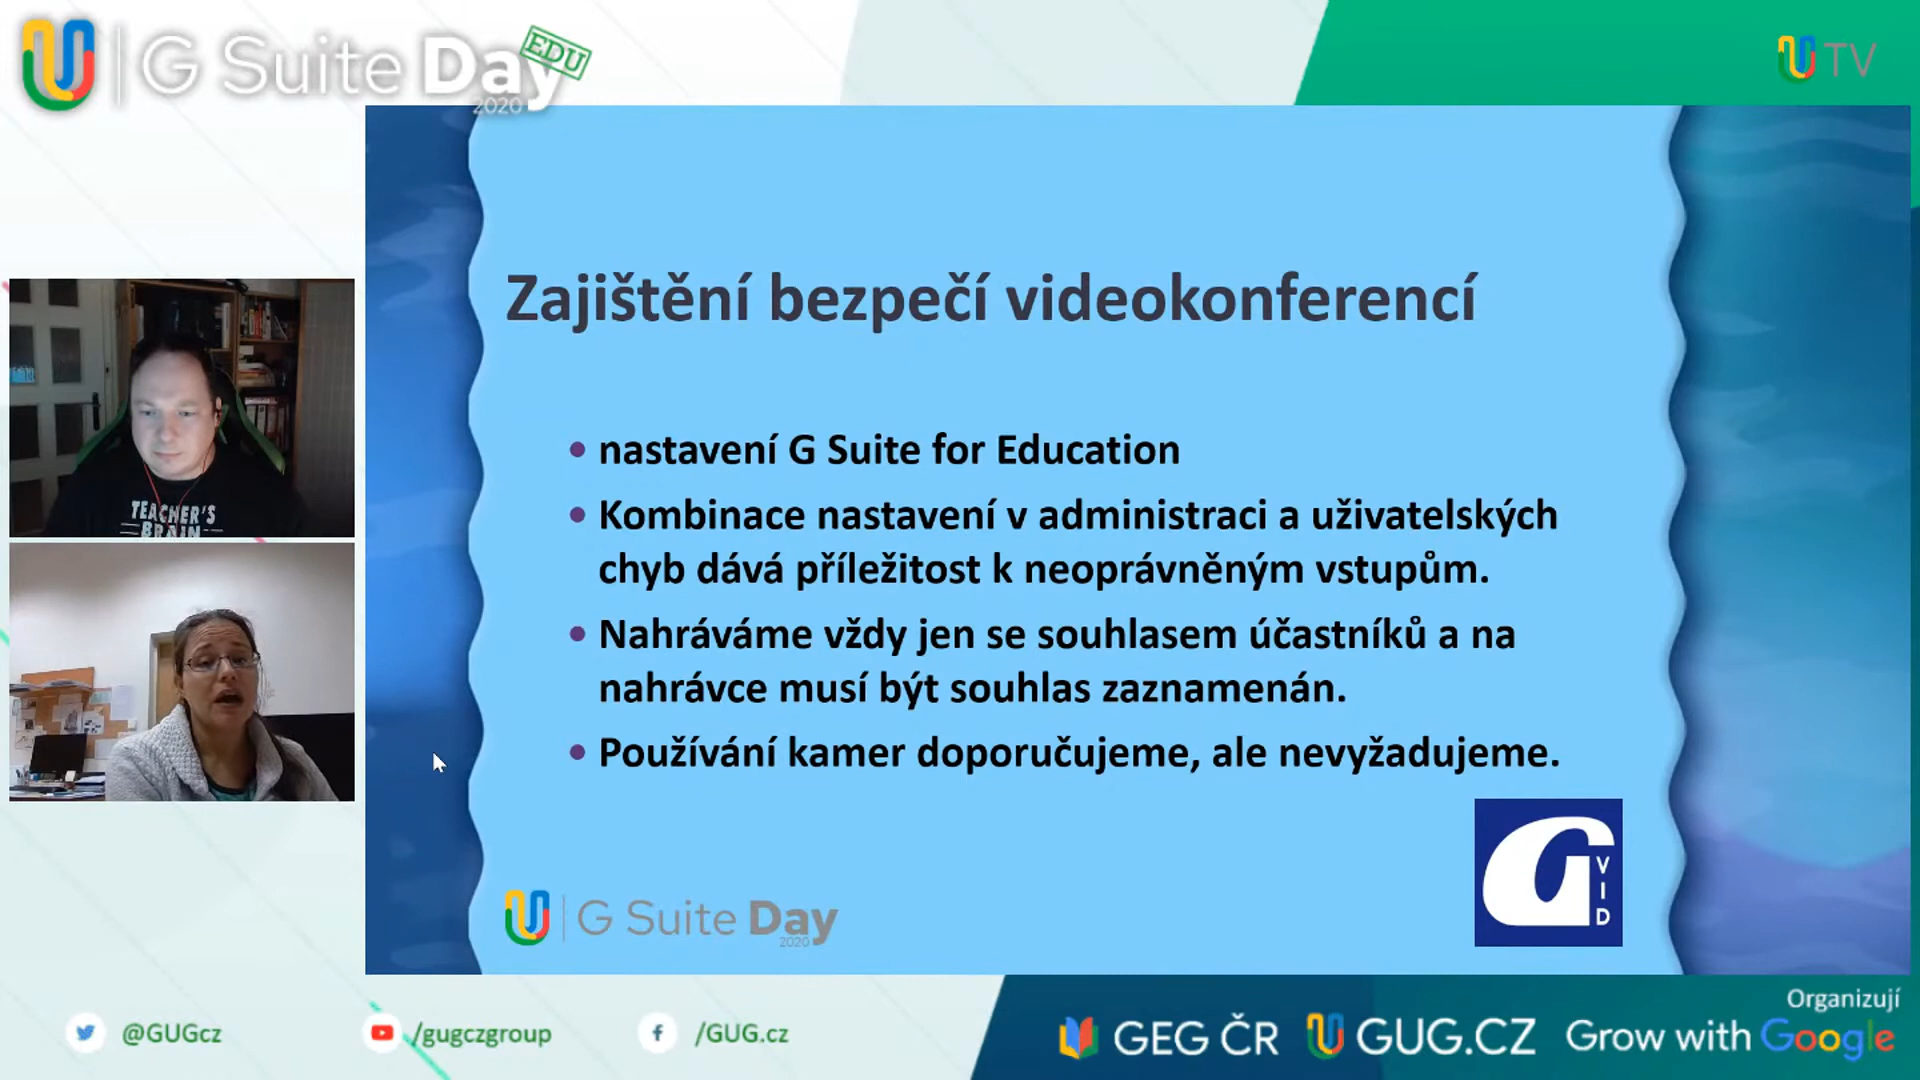 G Suite Day
EDU
2020
TV
Zajištění bezpečí videokonferencí
• nastavení G Suite for Education
• Kombinace nastavení v administraci a uživatelských
chyb dává příležitost k neoprávněným vstupům.
• Nahráváme vždy jen se souhlasem účastníků a na
nahrávce musí být souhlas zaznamenán.
• Používání kamer doporučujeme, ale nevyžadujeme.
TEACHER'S
BRAIN
G VID
G Suite Day
2020
Organizují
@GUGcz
/gugczgroup
/GUG.cz
GEG ČR
GUG.CZ
Grow with Google